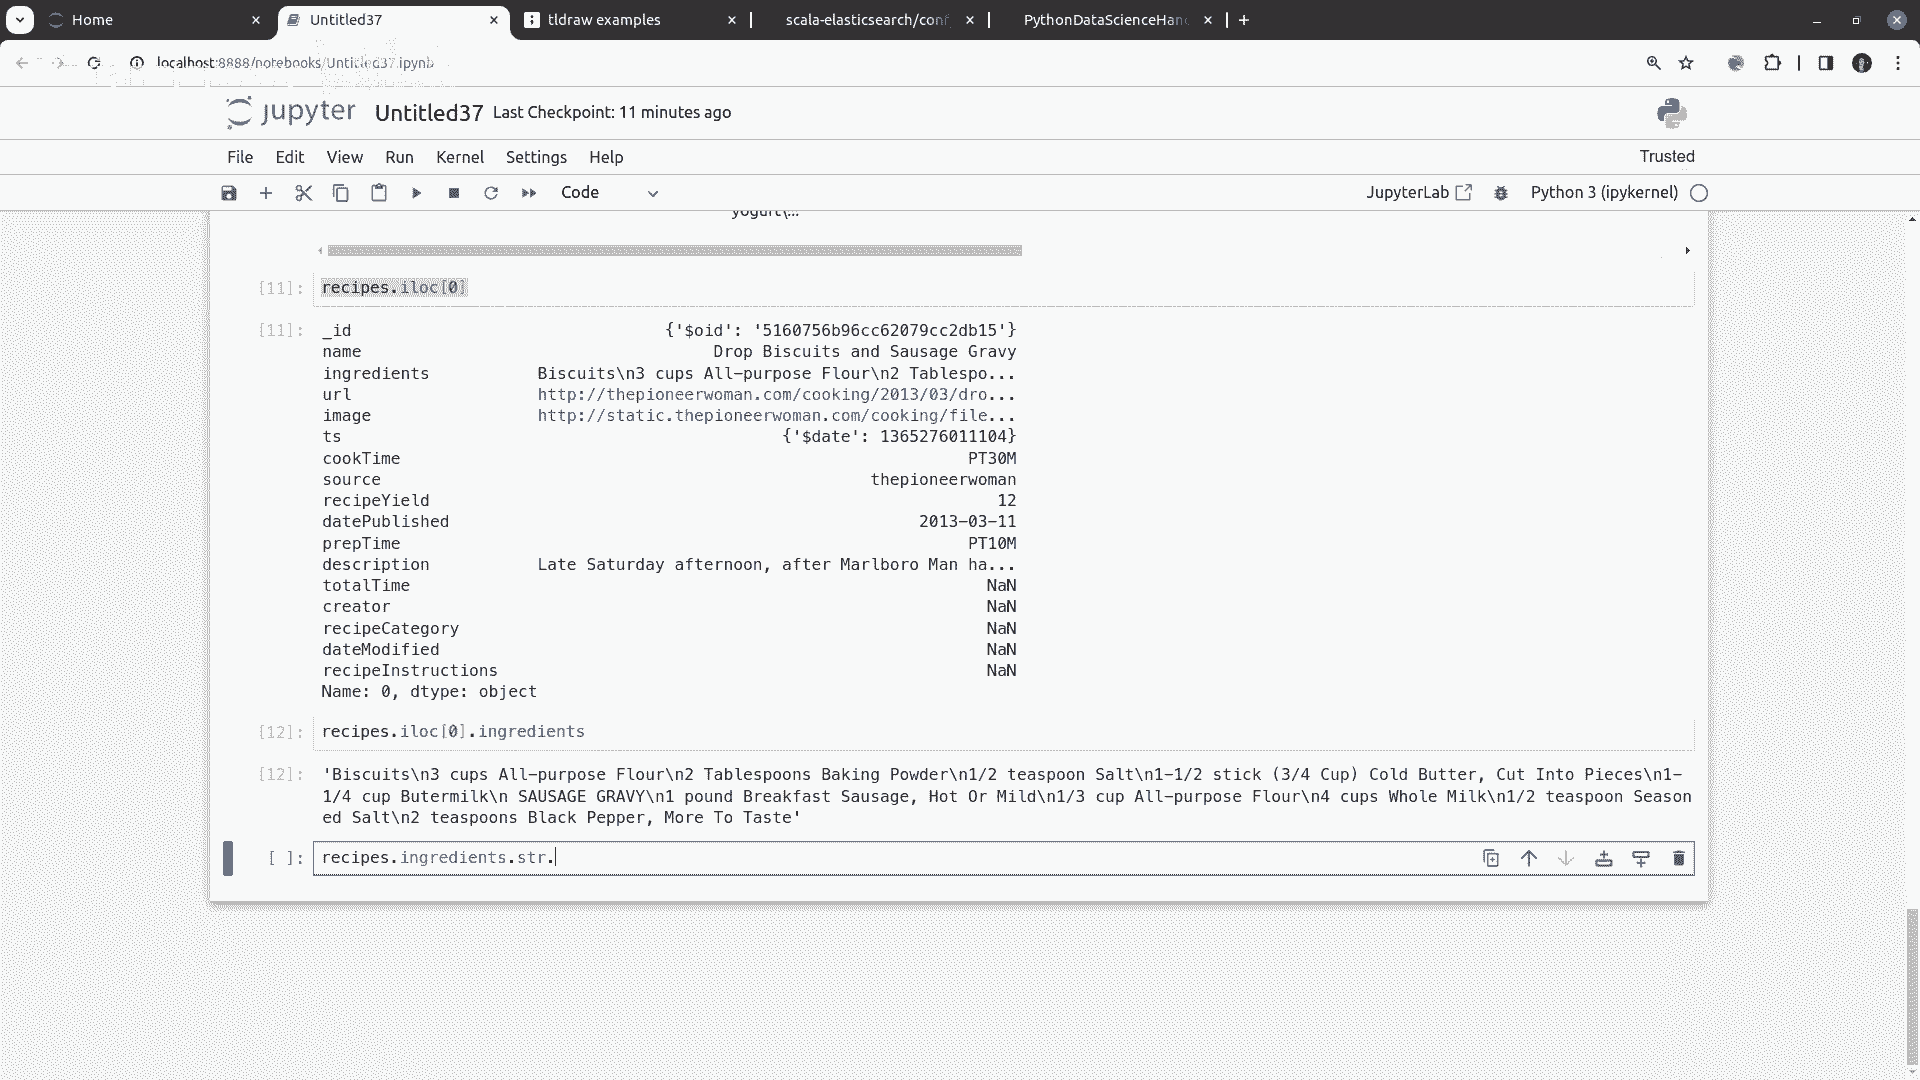 Home
Untitled37
tldraw examples
scala-elasticsearch/conf
PythonDataScienceHan
localhost:8888/notebooks/Untitled37.ipynb
jupyter Untitled37 Last Checkpoint: 11 minutes ago
File Edit View Run Kernel Settings Help Trusted
Code JupyterLab Python 3 (ipykernel)
yogurt\...
[11]: recipes.iloc[0]
[11]: _id {'$oid': '5160756b96cc62079cc2db15'}
name Drop Biscuits and Sausage Gravy
ingredients Biscuits\n3 cups All-purpose Flour\n2 Tablespo...
url http://thepioneerwoman.com/cooking/2013/03/dro...
image http://static.thepioneerwoman.com/cooking/file...
ts {'$date': 1365276011104}
cookTime PT30M
source thepioneerwoman
recipeYield 12
datePublished 2013-03-11
prepTime PT10M
description Late Saturday afternoon, after Marlboro Man ha...
totalTime NaN
creator NaN
recipeCategory NaN
dateModified NaN
recipeInstructions NaN
Name: 0, dtype: object
[12]: recipes.iloc[0].ingredients
[12]: 'Biscuits\n3 cups All-purpose Flour\n2 Tablespoons Baking Powder\n1/2 teaspoon Salt\n1-1/2 stick (3/4 Cup) Cold Butter, Cut Into Pieces\n1-
1/4 cup Butermilk\n SAUSAGE GRAVY\n1 pound Breakfast Sausage, Hot Or Mild\n1/3 cup All-purpose Flour\n4 cups Whole Milk\n1/2 teaspoon Season
ed Salt\n2 teaspoons Black Pepper, More To Taste'
[ ]: recipes.ingredients.str.